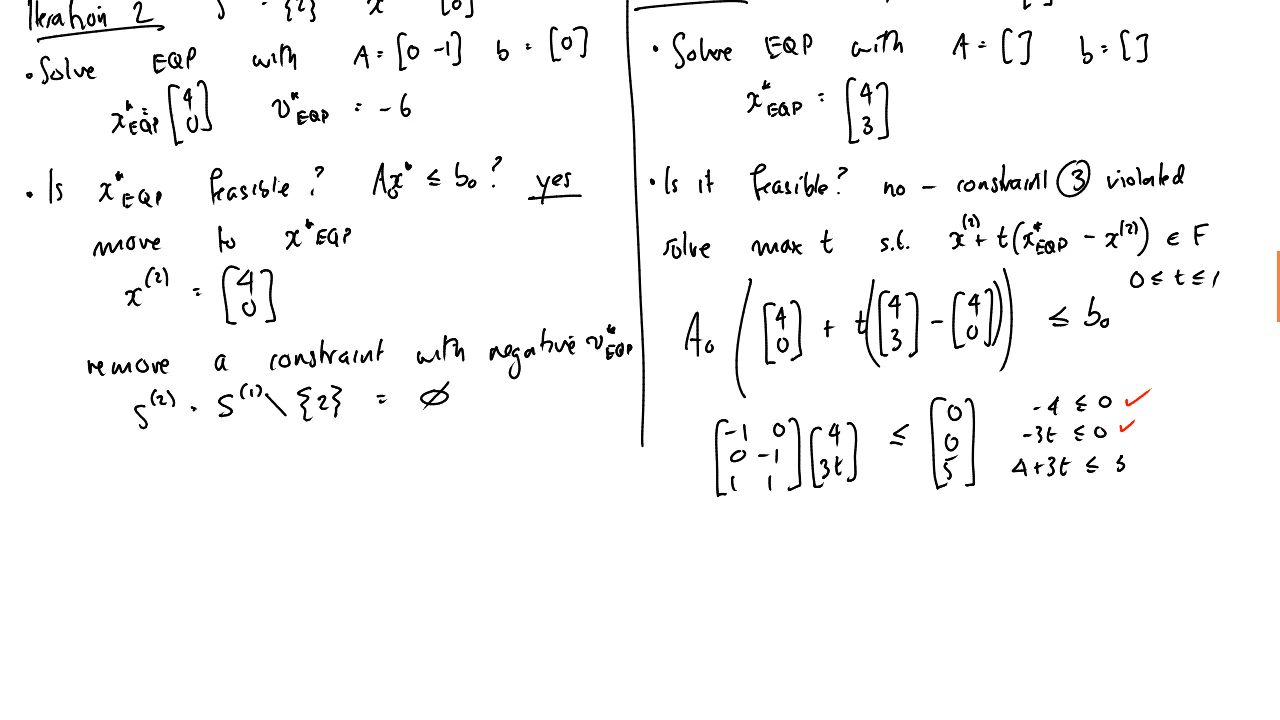 Iteration 2
• Solve EQP with A = [0 -1] b = [0]
x*EQP = [4 0] v*EQP = -6
• Is x*EQP feasible? A₀x* ≤ b₀? yes
move to x*EQP
x⁽²⁾ = [4 0]
remove a constraint with negative v*EQP
S⁽²⁾ = S⁽¹⁾ \ {2} = ∅
• Solve EQP with A = [] b = []
x*EQP = [4 3]
• Is it feasible? no - constraint ③ violated
solve max t s.t. x⁽²⁾ + t(x*EQP - x⁽²⁾) ∈ F
0 ≤ t ≤ 1
A₀ ([4 0] + t([4 3] - [4 0])) ≤ b₀
[-1 0; 0 -1; 1 1] [4; 3t] ≤ [0; 0; 5]
-4 ≤ 0 ✓
-3t ≤ 0 ✓
4+3t ≤ 5